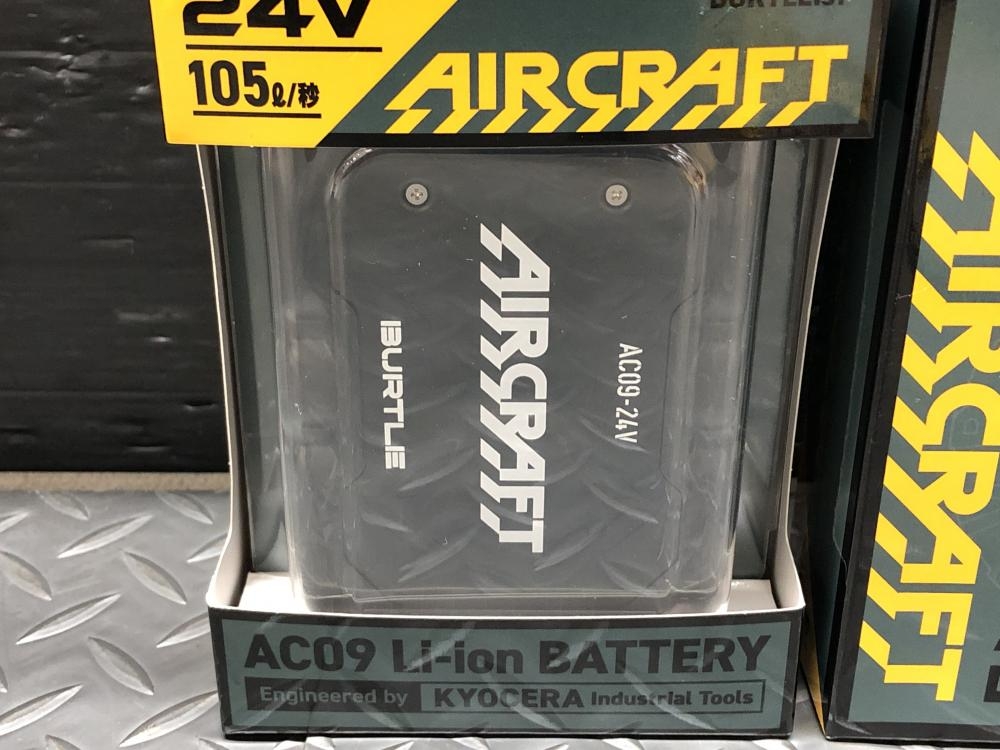 24V
105ℓ/秒
AIRCRAFT
AIRCRAFT
AC09-24V
BURTLE
AC09 Li-ion BATTERY
Engineered by KYOCERA Industrial Tools
AIRCRAFT